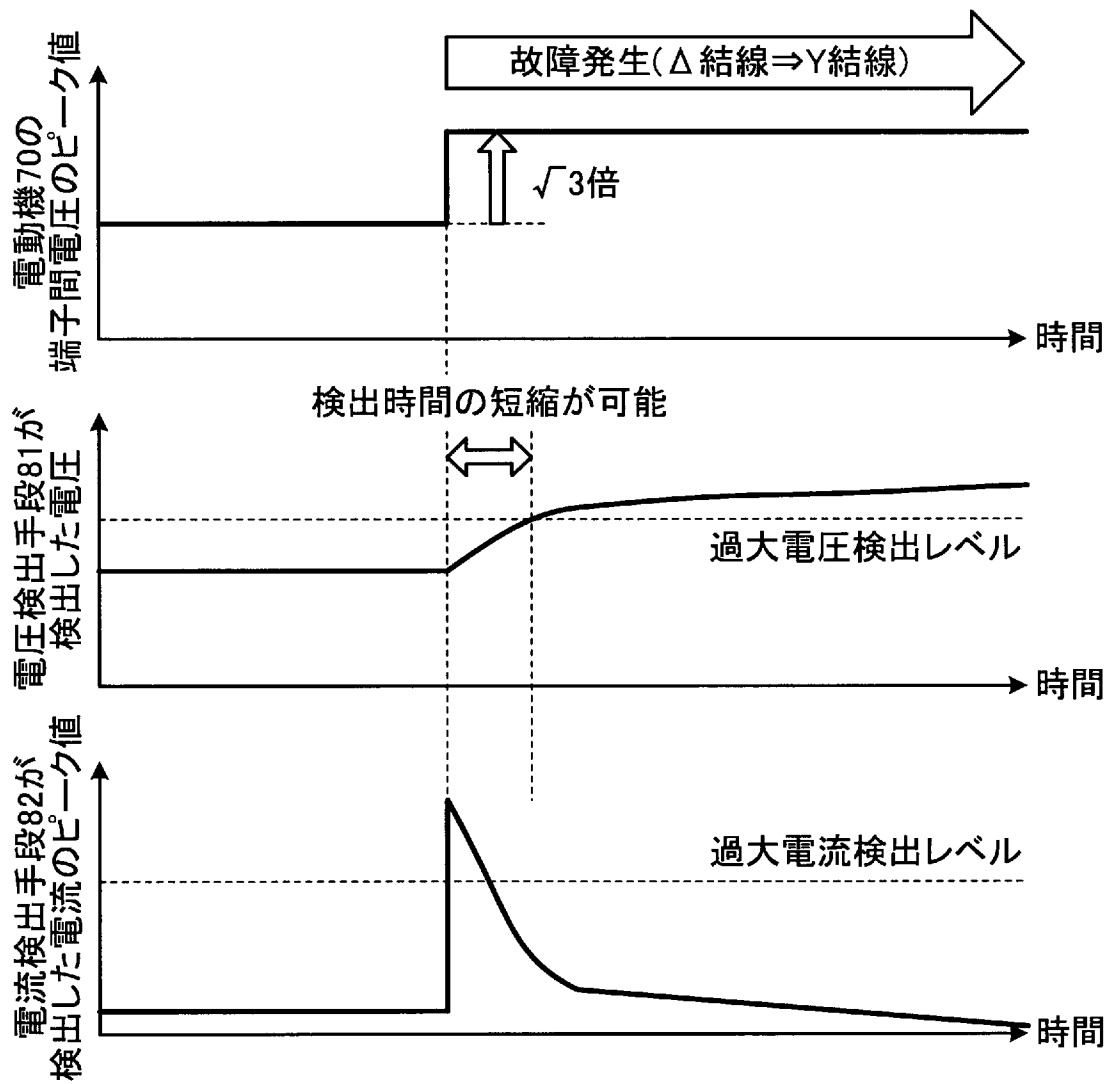 故障発生(Δ結線⇒Y結線)
電動機70の
端子間電圧のピーク値
√3倍
時間
検出時間の短縮が可能
電圧検出手段81が
検出した電圧
過大電圧検出レベル
時間
電流検出手段82が
検出した電流のピーク値
過大電流検出レベル
時間